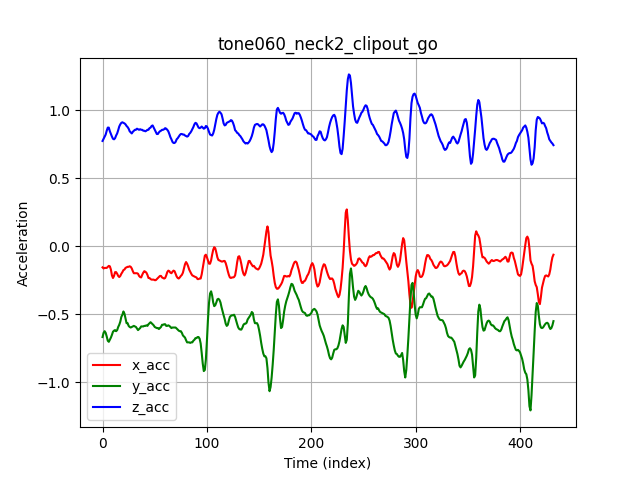 tone060_neck2_clipout_go
Acceleration
1.0
0.5
0.0
−0.5
−1.0
x_acc
y_acc
z_acc
0
100
200
300
400
Time (index)